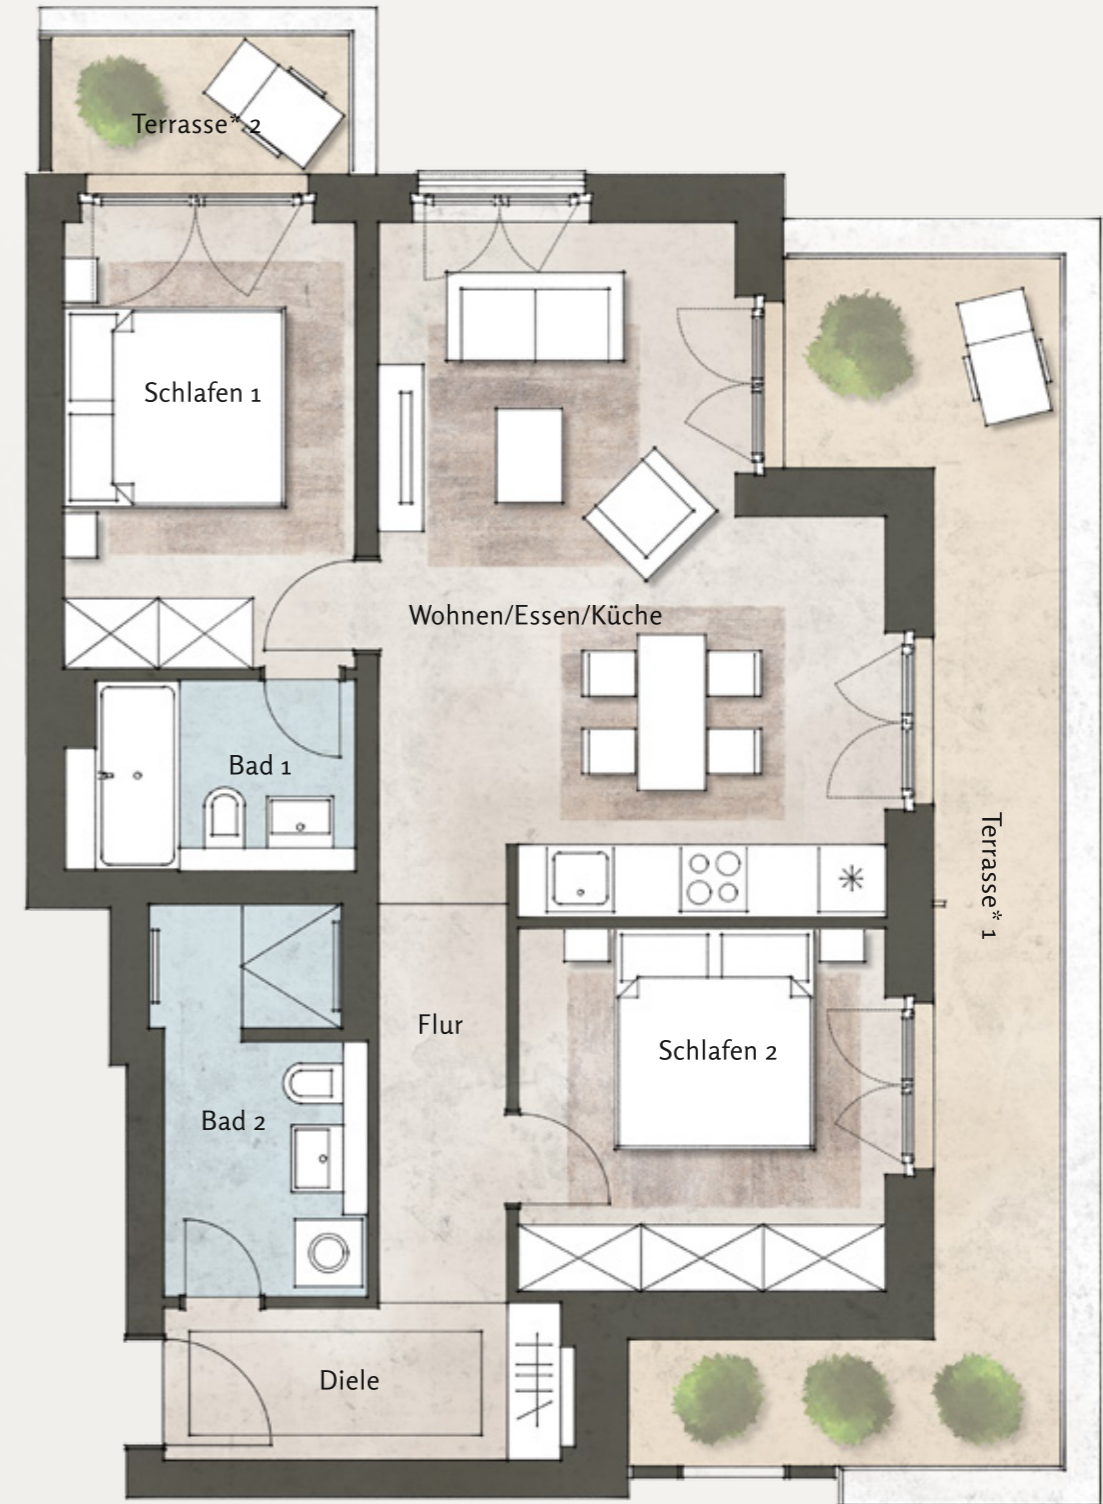 Terrasse* 2
Schlafen 1
Wohnen/Essen/Küche
Bad 1
Terrasse* 1
Flur
Schlafen 2
Bad 2
Diele